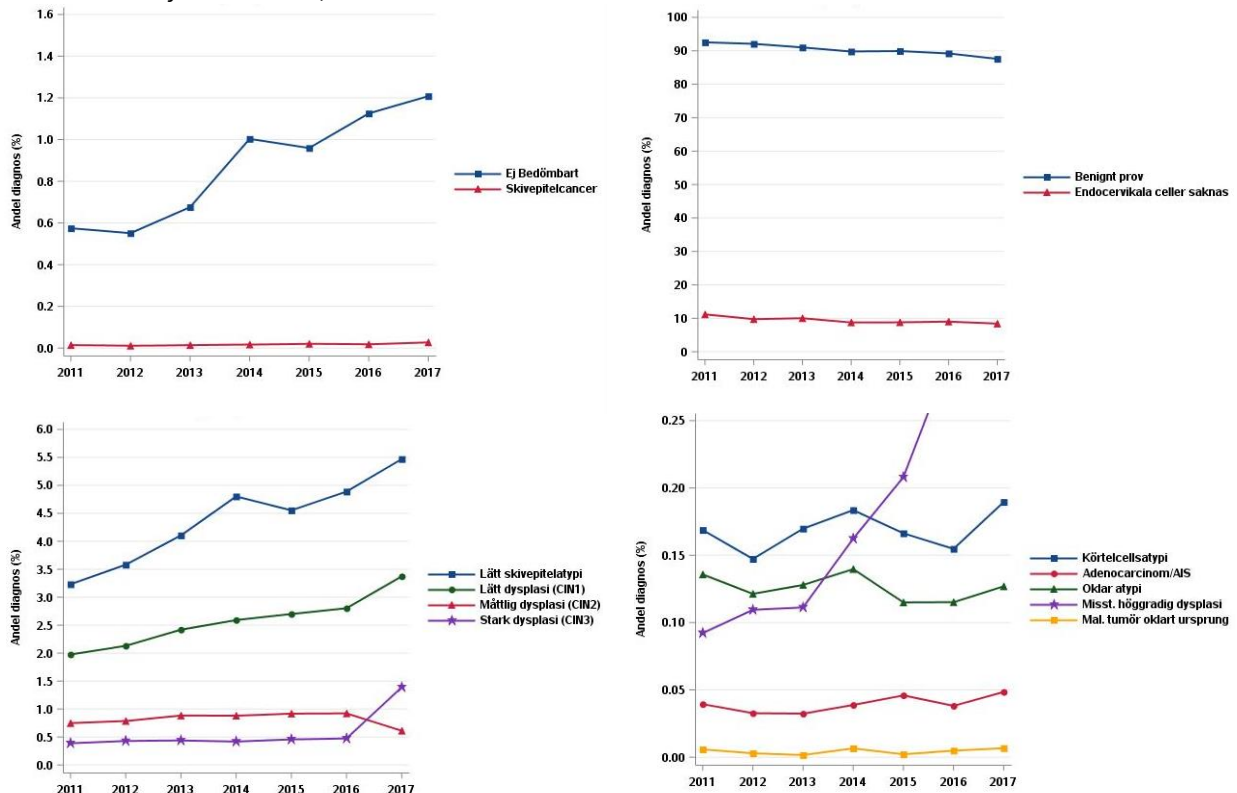 1.6
1.4
1.2
1.0
0.8
0.6
0.4
0.2
0.0
Andel diagnos (%)
2011 2012 2013 2014 2015 2016 2017
Ej Bedömbart
Skivepitelcancer
100
90
80
70
60
50
40
30
20
10
0
Andel diagnos (%)
2011 2012 2013 2014 2015 2016 2017
Benignt prov
Endocervikala celler saknas
6.0
5.5
5.0
4.5
4.0
3.5
3.0
2.5
2.0
1.5
1.0
0.5
0.0
Andel diagnos (%)
2011 2012 2013 2014 2015 2016 2017
Lätt skivepitelatypi
Lätt dysplasi (CIN1)
Måttlig dysplasi (CIN2)
Stark dysplasi (CIN3)
0.25
0.20
0.15
0.10
0.05
0.00
Andel diagnos (%)
2011 2012 2013 2014 2015 2016 2017
Körtelcellsatypi
Adenocarcinom/AIS
Oklar atypi
Misst. höggradig dysplasi
Mal. tumör oklart ursprung